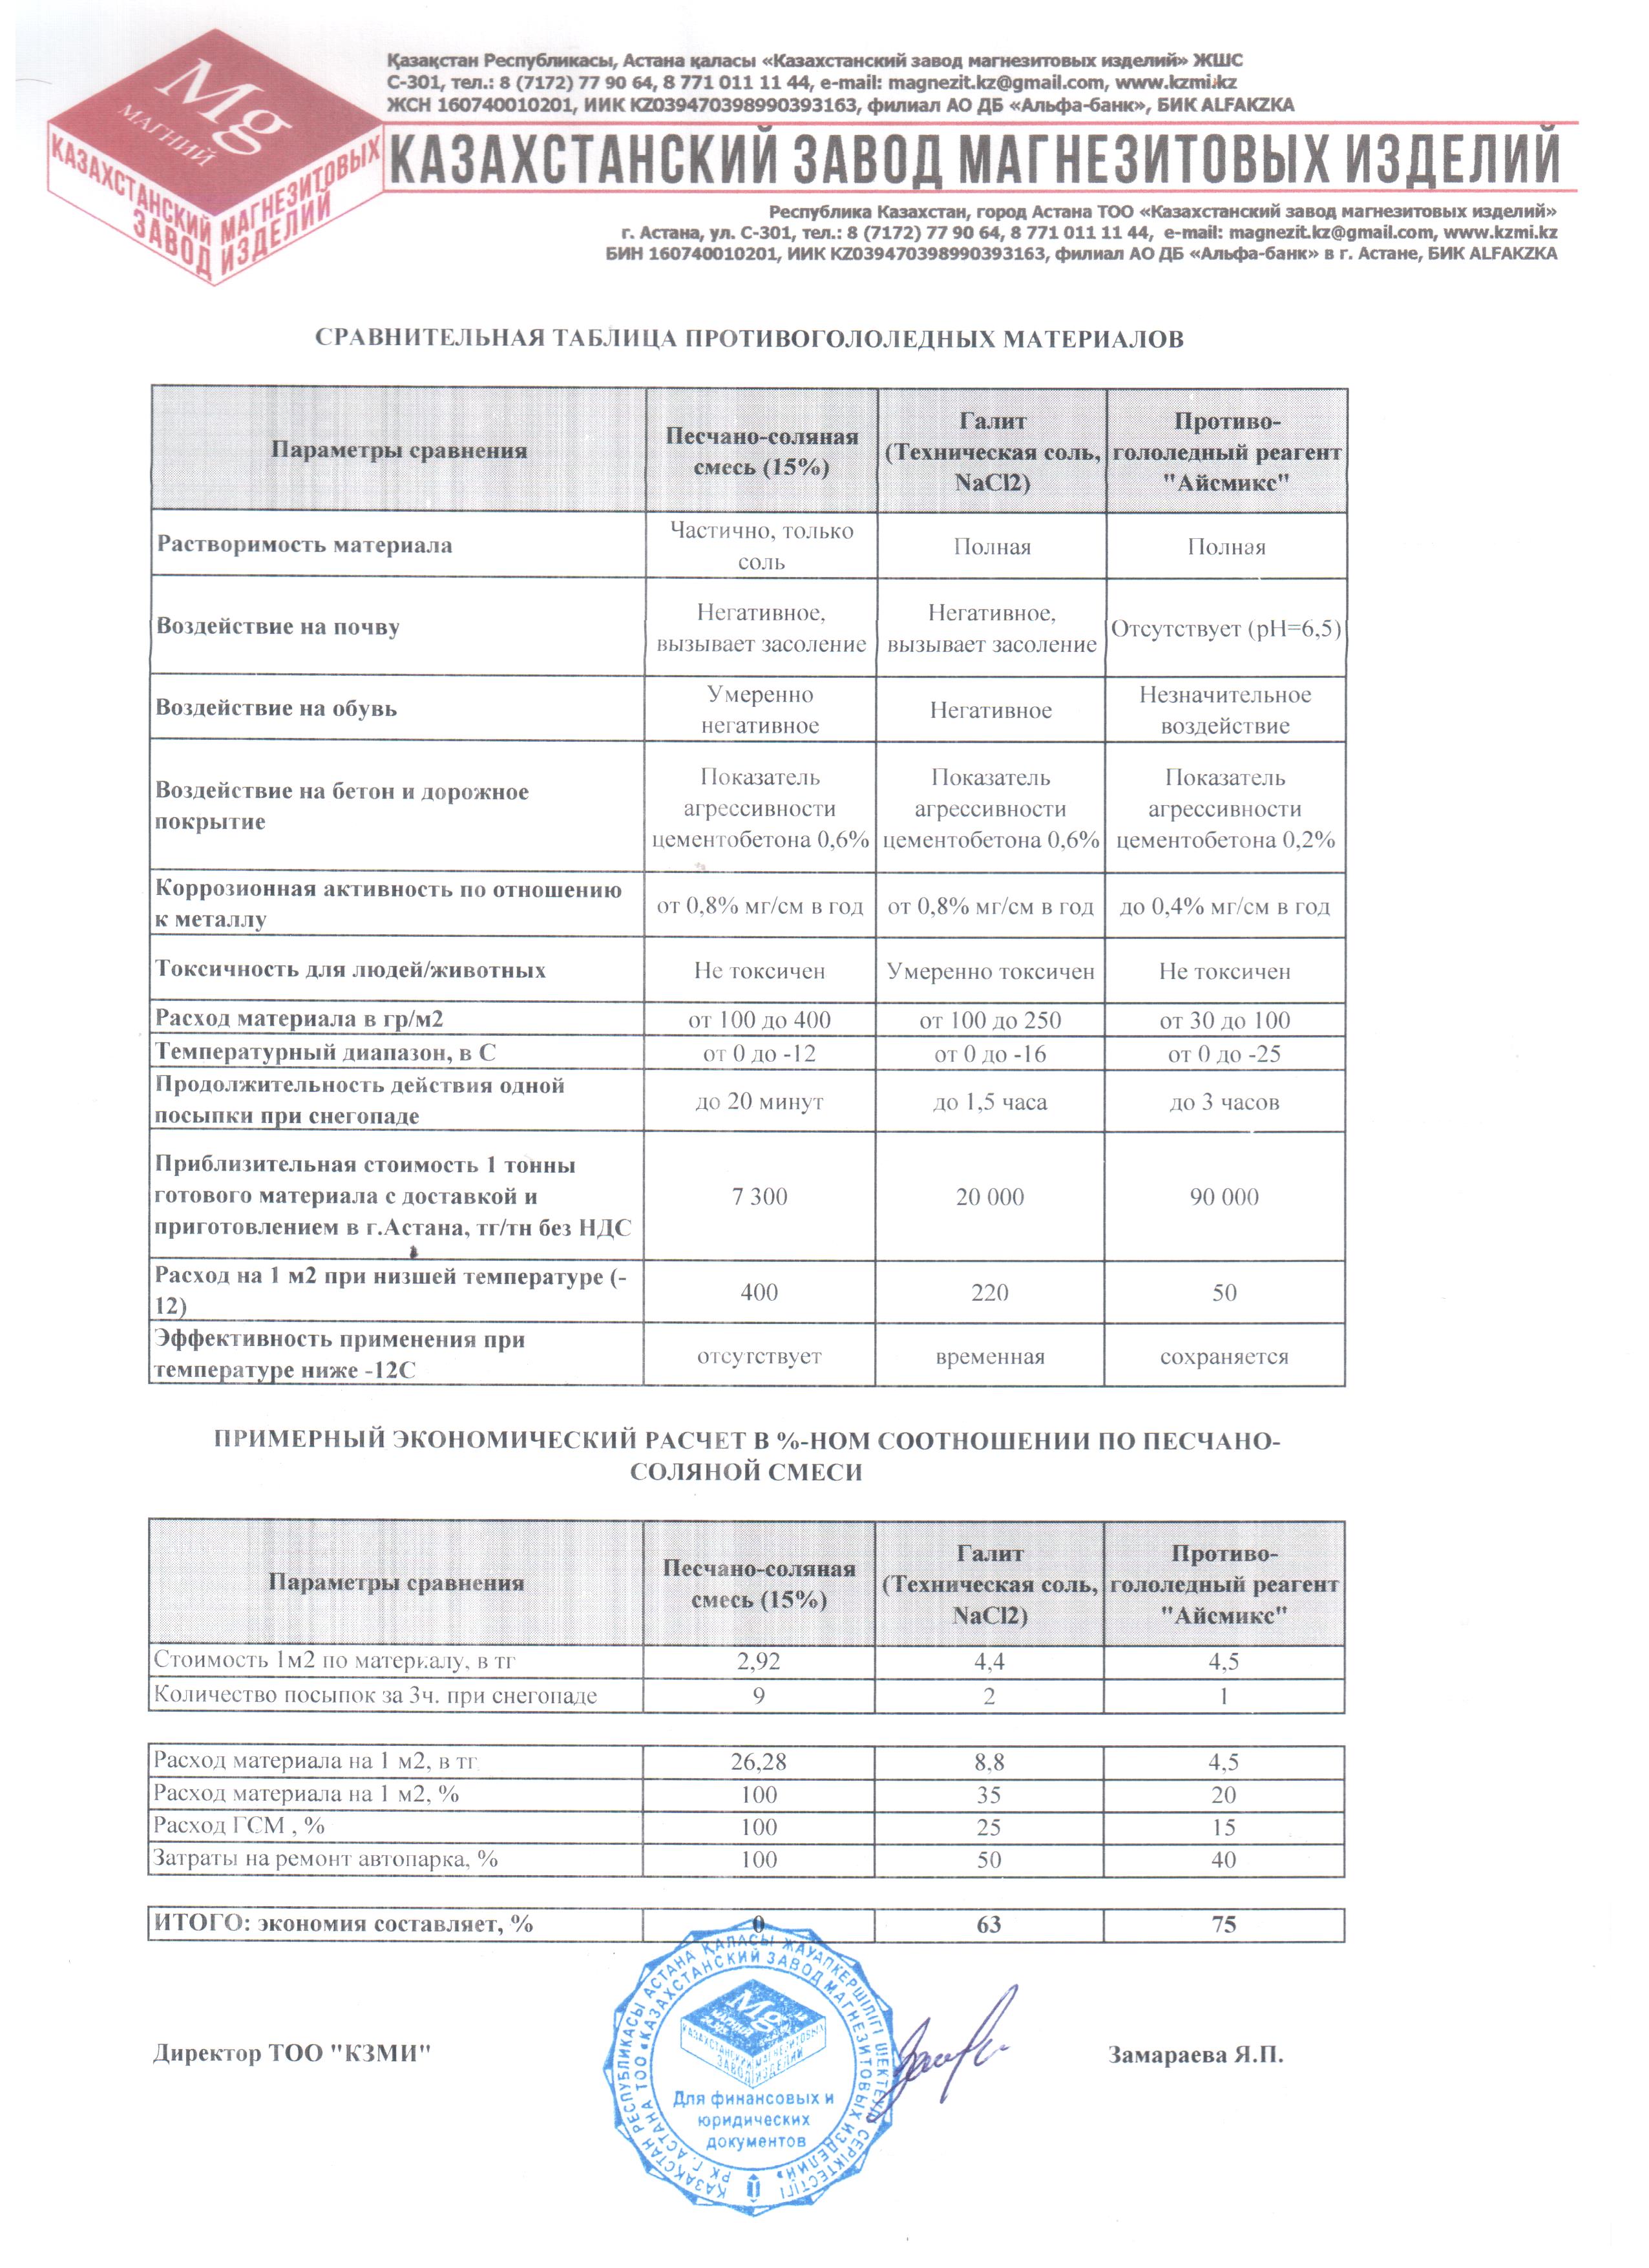 Mg
МАГНИЙ
КАЗАХСТАНСКИЙ ЗАВОД
МАГНЕЗИТОВЫХ ИЗДЕЛИЙ
Қазақстан Республикасы, Астана қаласы «Казахстанский завод магнезитовых изделий» ЖШС
С-301, тел.: 8 (7172) 77 90 64, 8 771 011 11 44, e-mail: magnezit.kz@gmail.com, www.kzmi.kz
ЖСН 160740010201, ИИК KZ039470398990393163, филиал АО ДБ «Альфа-банк», БИК ALFAKZKA
КАЗАХСТАНСКИЙ ЗАВОД МАГНЕЗИТОВЫХ ИЗДЕЛИЙ
Республика Казахстан, город Астана ТОО «Казахстанский завод магнезитовых изделий»
г. Астана, ул. С-301, тел.: 8 (7172) 77 90 64, 8 771 011 11 44, e-mail: magnezit.kz@gmail.com, www.kzmi.kz
БИН 160740010201, ИИК KZ039470398990393163, филиал АО ДБ «Альфа-банк» в г. Астане, БИК ALFAKZKA
СРАВНИТЕЛЬНАЯ ТАБЛИЦА ПРОТИВОГОЛОЛЕДНЫХ МАТЕРИАЛОВ
Параметры сравнения
Песчано-соляная
смесь (15%)
Галит
(Техническая соль,
NaCl2)
Противо-
гололедный реагент
"Айсмикс"
Растворимость материала
Частично, только
соль
Полная
Полная
Воздействие на почву
Негативное,
вызывает засоление
Негативное,
вызывает засоление
Отсутствует (pH=6,5)
Воздействие на обувь
Умеренно
негативное
Негативное
Незначительное
воздействие
Воздействие на бетон и дорожное
покрытие
Показатель
агрессивности
цементобетона 0,6%
Показатель
агрессивности
цементобетона 0,6%
Показатель
агрессивности
цементобетона 0,2%
Коррозионная активность по отношению
к металлу
от 0,8% мг/см в год
от 0,8% мг/см в год
до 0,4% мг/см в год
Токсичность для людей/животных
Не токсичен
Умеренно токсичен
Не токсичен
Расход материала в гр/м2
от 100 до 400
от 100 до 250
от 30 до 100
Температурный диапазон, в С
от 0 до -12
от 0 до -16
от 0 до -25
Продолжительность действия одной
посыпки при снегопаде
до 20 минут
до 1,5 часа
до 3 часов
Приблизительная стоимость 1 тонны
готового материала с доставкой и
приготовлением в г.Астана, тг/тн без НДС
7 300
20 000
90 000
Расход на 1 м2 при низшей температуре (-
12)
400
220
50
Эффективность применения при
температуре ниже -12С
отсутствует
временная
сохраняется
ПРИМЕРНЫЙ ЭКОНОМИЧЕСКИЙ РАСЧЕТ В %-НОМ СООТНОШЕНИИ ПО ПЕСЧАНО-
СОЛЯНОЙ СМЕСИ
Параметры сравнения
Песчано-соляная
смесь (15%)
Галит
(Техническая соль,
NaCl2)
Противо-
гололедный реагент
"Айсмикс"
Стоимость 1м2 по материалу, в тг
2,92
4,4
4,5
Количество посыпок за 3ч. при снегопаде
9
2
1
Расход материала на 1 м2, в тг
26,28
8,8
4,5
Расход материала на 1 м2, %
100
35
20
Расход ГСМ , %
100
25
15
Затраты на ремонт автопарка, %
100
50
40
ИТОГО: экономия составляет, %
0
63
75
Директор ТОО "КЗМИ"
Замараева Я.П.
ҚАЗАҚСТАН РЕСПУБЛИКАСЫ АСТАНА ҚАЛАСЫ ЖАУАПКЕРШІЛІГІ ШЕКТЕУЛІ СЕРІКТЕСТІГІ
РК Г. АСТАНА ТОО «КАЗАХСТАНСКИЙ ЗАВОД МАГНЕЗИТОВЫХ ИЗДЕЛИЙ»
Mg
Для финансовых и
юридических
документов